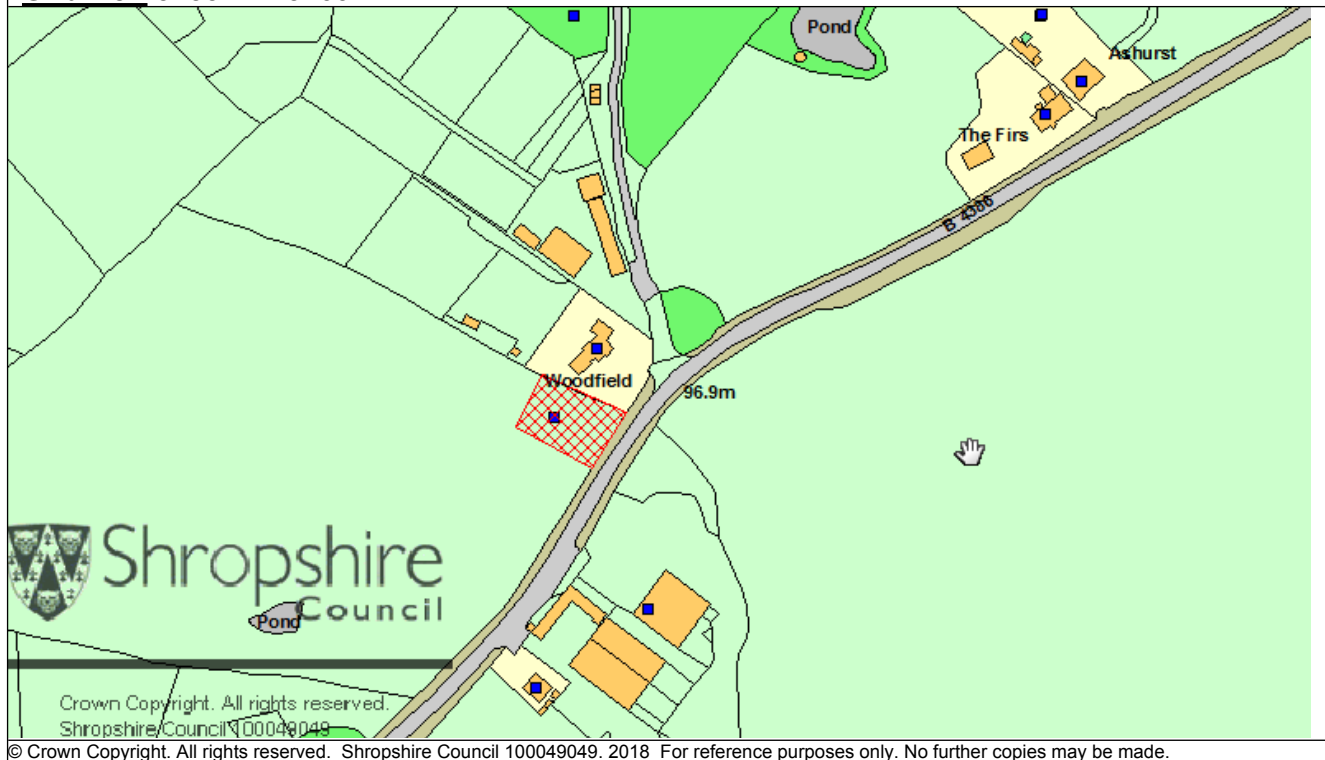 Pond
Ashurst
The Firs
B 4386
Woodfield
96.9m
Shropshire
Council
Pond
Crown Copyright. All rights reserved.
Shropshire Council 100049049
© Crown Copyright. All rights reserved. Shropshire Council 100049049. 2018 For reference purposes only. No further copies may be made.